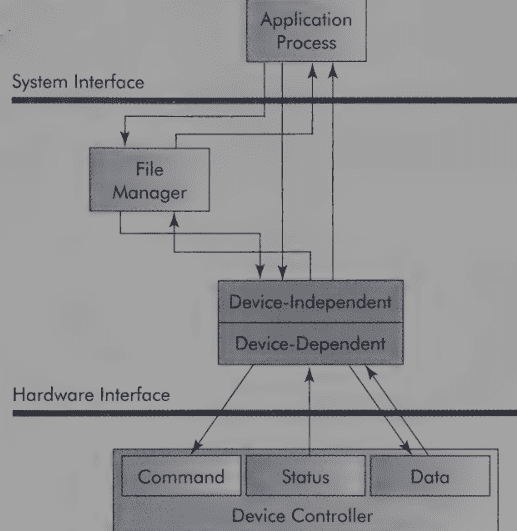 Application
Process
System Interface
File
Manager
Device-Independent
Device-Dependent
Hardware Interface
Command
Status
Data
Device Controller